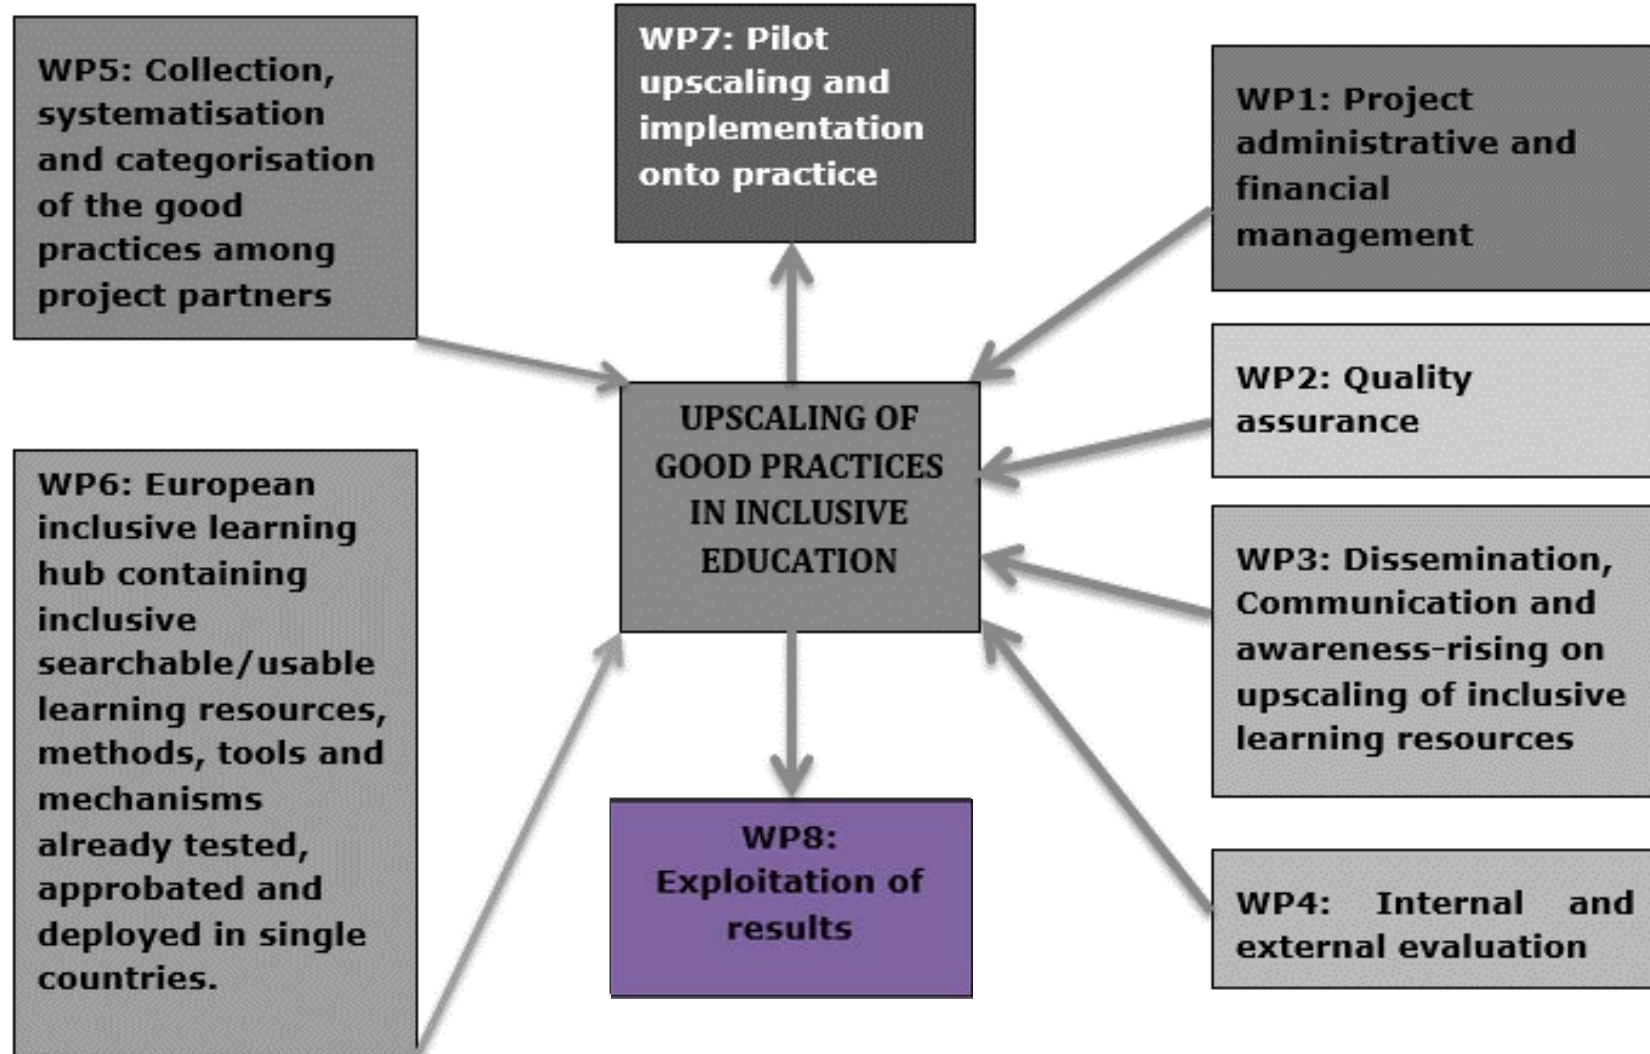 WP5: Collection,
systematisation
and categorisation
of the good
practices among
project partners
WP7: Pilot
upscaling and
implementation
onto practice
WP1: Project
administrative and
financial
management
WP2: Quality
assurance
UPSCALING OF
GOOD PRACTICES
IN INCLUSIVE
EDUCATION
WP6: European
inclusive learning
hub containing
inclusive
searchable/usable
learning resources,
methods, tools and
mechanisms
already tested,
approbated and
deployed in single
countries.
WP3: Dissemination,
Communication and
awareness-rising on
upscaling of inclusive
learning resources
WP8:
Exploitation of
results
WP4: Internal and
external evaluation